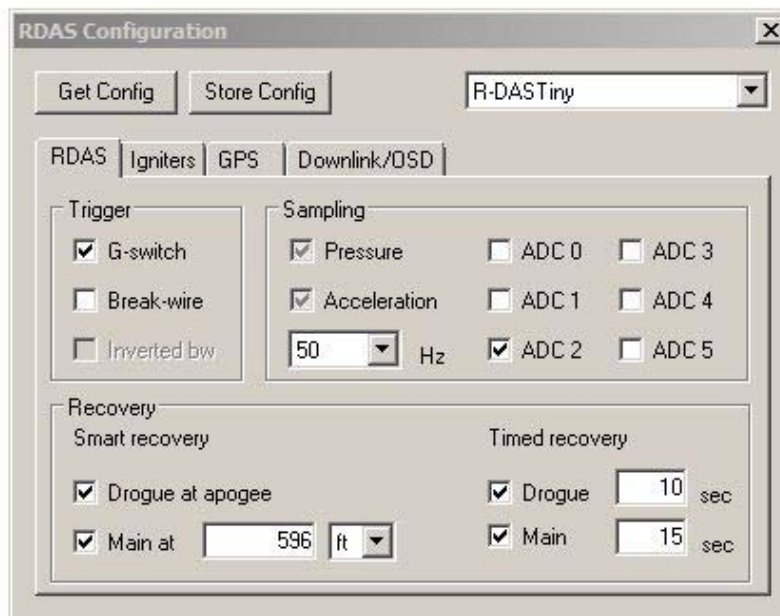 RDAS Configuration
Get Config Store Config R-DASTiny
RDAS Igniters GPS Downlink/OSD
Trigger Sampling
G-switch Pressure ADC 0 ADC 3
Break-wire Acceleration ADC 1 ADC 4
Inverted bw 50 Hz ADC 2 ADC 5
Recovery
Smart recovery Timed recovery
Drogue at apogee Drogue 10 sec
Main at 596 ft Main 15 sec